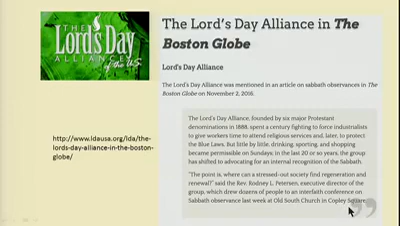 THE
Lord's Day
ALLIANCE
of the U.S.
http://www.ldausa.org/lda/the-
lords-day-alliance-in-the-boston-
globe/
The Lord's Day Alliance in The
Boston Globe
Lord's Day Alliance
The Lord's Day Alliance was mentioned in an article on sabbath observances in The
Boston Globe on November 2, 2016.
The Lord's Day Alliance, founded by six major Protestant
denominations in 1888, spent a century fighting to force industrialists
to give workers time to attend religious services and, later, to protect
the Blue Laws. But little by little, drinking, sporting, and shopping
became permissible on Sundays; in the last 20 or so years, the group
has shifted to advocating for an internal recognition of the Sabbath.
"The point is, where can a stressed-out society find regeneration and
renewal?" said the Rev. Rodney L. Petersen, executive director of the
group, which drew dozens of people to an interfaith conference on
Sabbath observance last week at Old South Church in Copley Square.